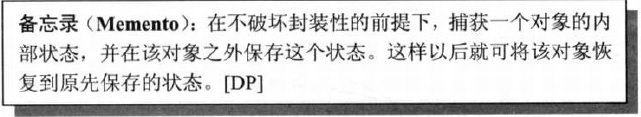 备忘录（Memento）：在不破坏封装性的前提下，捕获一个对象的内
部状态，并在该对象之外保存这个状态。这样以后就可将该对象恢
复到原先保存的状态。[DP]